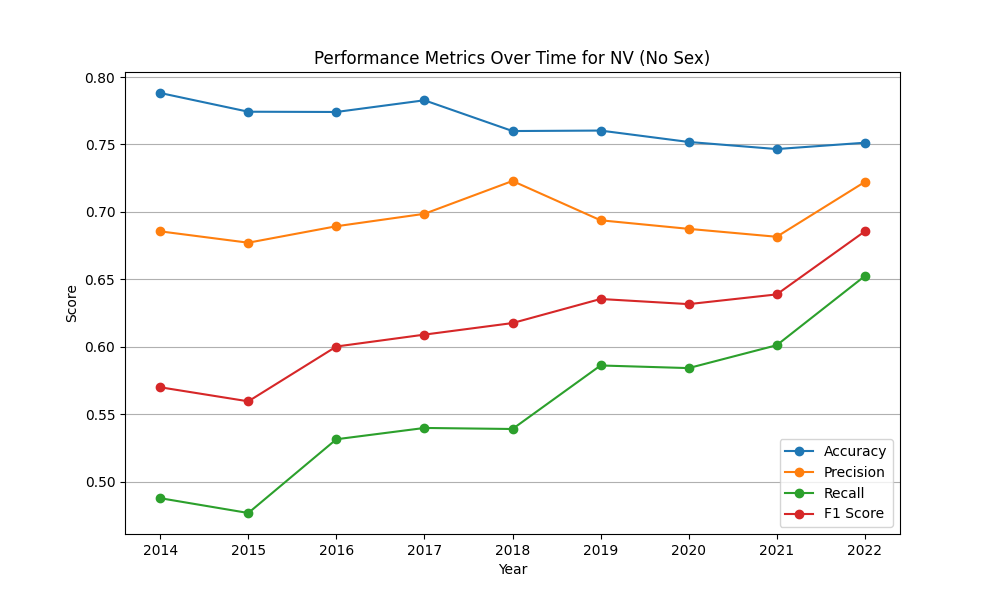 Performance Metrics Over Time for NV (No Sex)
0.80
0.75
0.70
0.65
0.60
0.55
0.50
Score
Accuracy
Precision
Recall
F1 Score
2014 2015 2016 2017 2018 2019 2020 2021 2022
Year